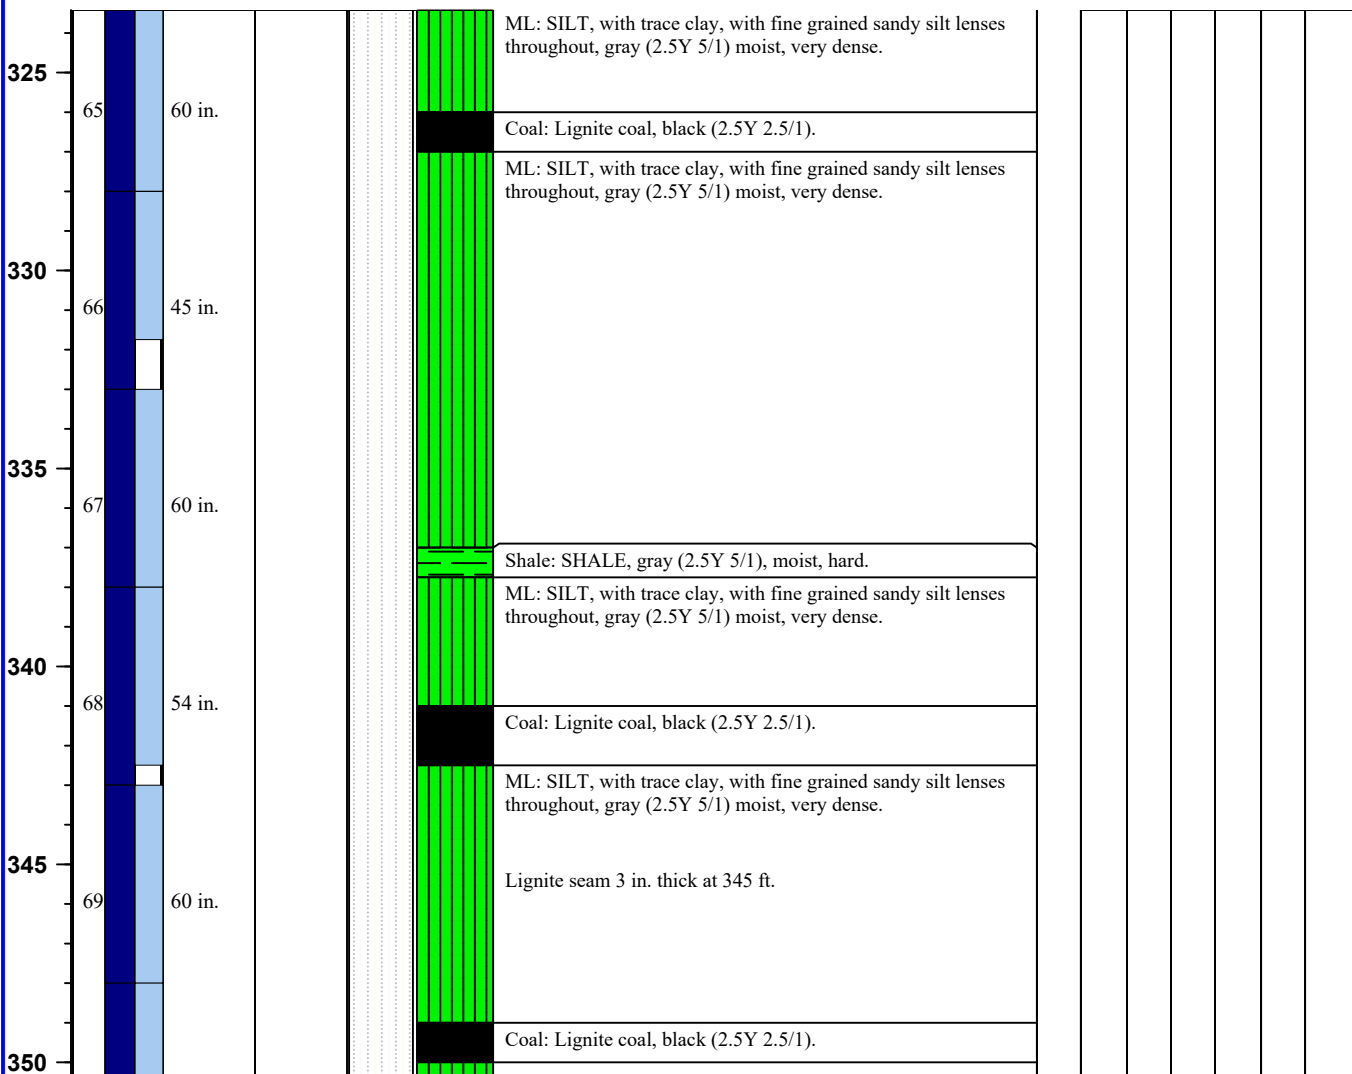 ML: SILT, with trace clay, with fine grained sandy silt lenses
throughout, gray (2.5Y 5/1) moist, very dense.
325
65 60 in.
Coal: Lignite coal, black (2.5Y 2.5/1).
ML: SILT, with trace clay, with fine grained sandy silt lenses
throughout, gray (2.5Y 5/1) moist, very dense.
330
66 45 in.
335
67 60 in.
Shale: SHALE, gray (2.5Y 5/1), moist, hard.
ML: SILT, with trace clay, with fine grained sandy silt lenses
throughout, gray (2.5Y 5/1) moist, very dense.
340
68 54 in.
Coal: Lignite coal, black (2.5Y 2.5/1).
ML: SILT, with trace clay, with fine grained sandy silt lenses
throughout, gray (2.5Y 5/1) moist, very dense.
345
Lignite seam 3 in. thick at 345 ft.
69 60 in.
Coal: Lignite coal, black (2.5Y 2.5/1).
350